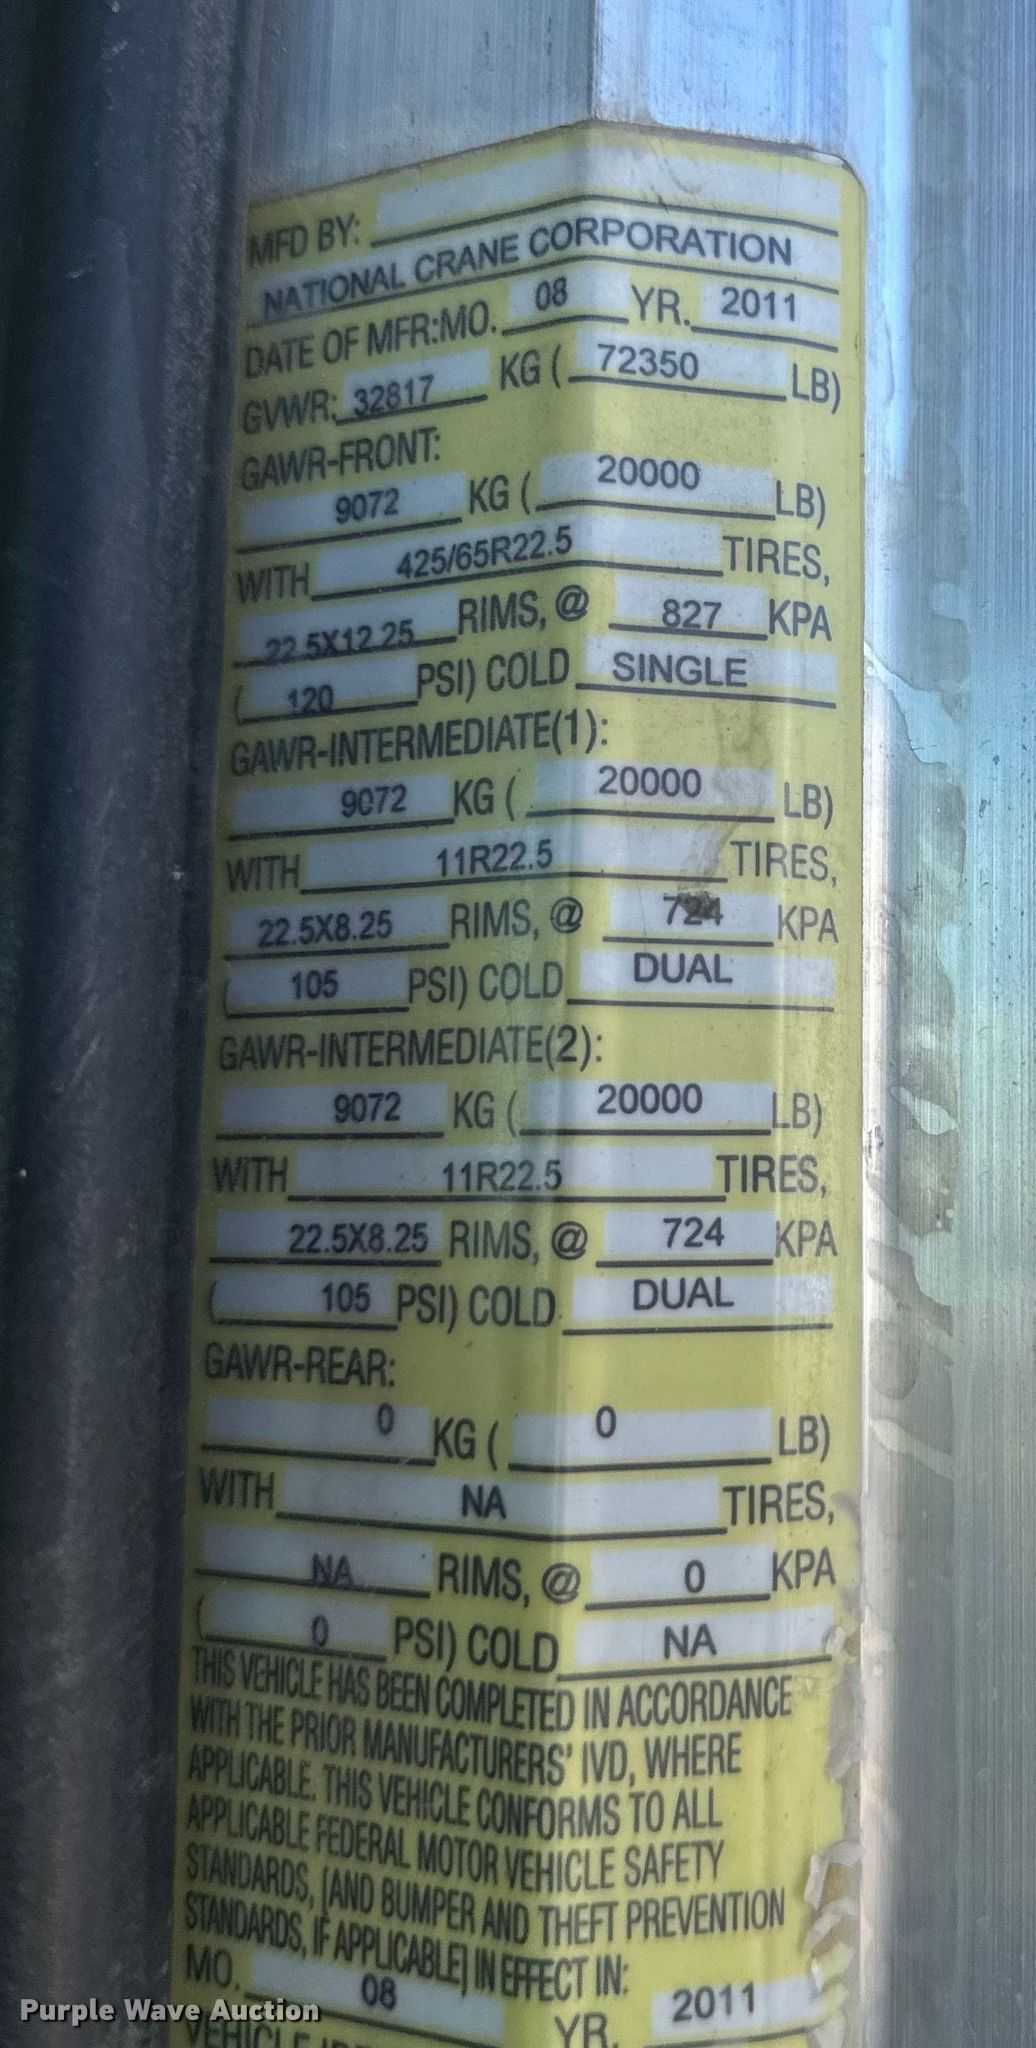 MFD BY:
NATIONAL CRANE CORPORATION
DATE OF MFR:MO. 08 YR. 2011
GVWR: 32817 KG ( 72350 LB)
GAWR-FRONT:
9072 KG ( 20000 LB)
WITH 425/65R22.5 TIRES,
22.5X12.25 RIMS, @ 827 KPA
( 120 PSI) COLD SINGLE
GAWR-INTERMEDIATE(1):
9072 KG ( 20000 LB)
WITH 11R22.5 TIRES,
22.5X8.25 RIMS, @ 724 KPA
( 105 PSI) COLD DUAL
GAWR-INTERMEDIATE(2):
9072 KG ( 20000 LB)
WITH 11R22.5 TIRES,
22.5X8.25 RIMS, @ 724 KPA
( 105 PSI) COLD DUAL
GAWR-REAR:
0 KG ( 0 LB)
WITH NA TIRES,
NA RIMS, @ 0 KPA
( 0 PSI) COLD NA
THIS VEHICLE HAS BEEN COMPLETED IN ACCORDANCE
WITH THE PRIOR MANUFACTURERS' IVD, WHERE
APPLICABLE. THIS VEHICLE CONFORMS TO ALL
APPLICABLE FEDERAL MOTOR VEHICLE SAFETY
STANDARDS, [AND BUMPER AND THEFT PREVENTION
STANDARDS, IF APPLICABLE] IN EFFECT IN:
MO. 08 YR. 2011
VEHICLE
Purple Wave Auction